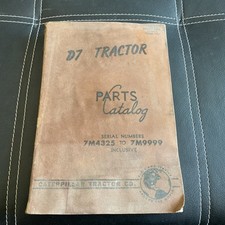 D7 TRACTOR
PARTS
Catalog
SERIAL NUMBERS
7M4325 TO 7M9999
INCLUSIVE
CATERPILLAR TRACTOR CO.